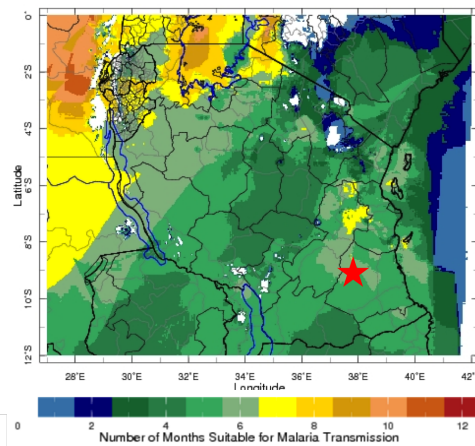 0°
2°S
4°S
6°S
8°S
10°S
12°S
Latitude
28°E 30°E 32°E 34°E 36°E 38°E 40°E 42°
Longitude
0 2 4 6 8 10 12
Number of Months Suitable for Malaria Transmission